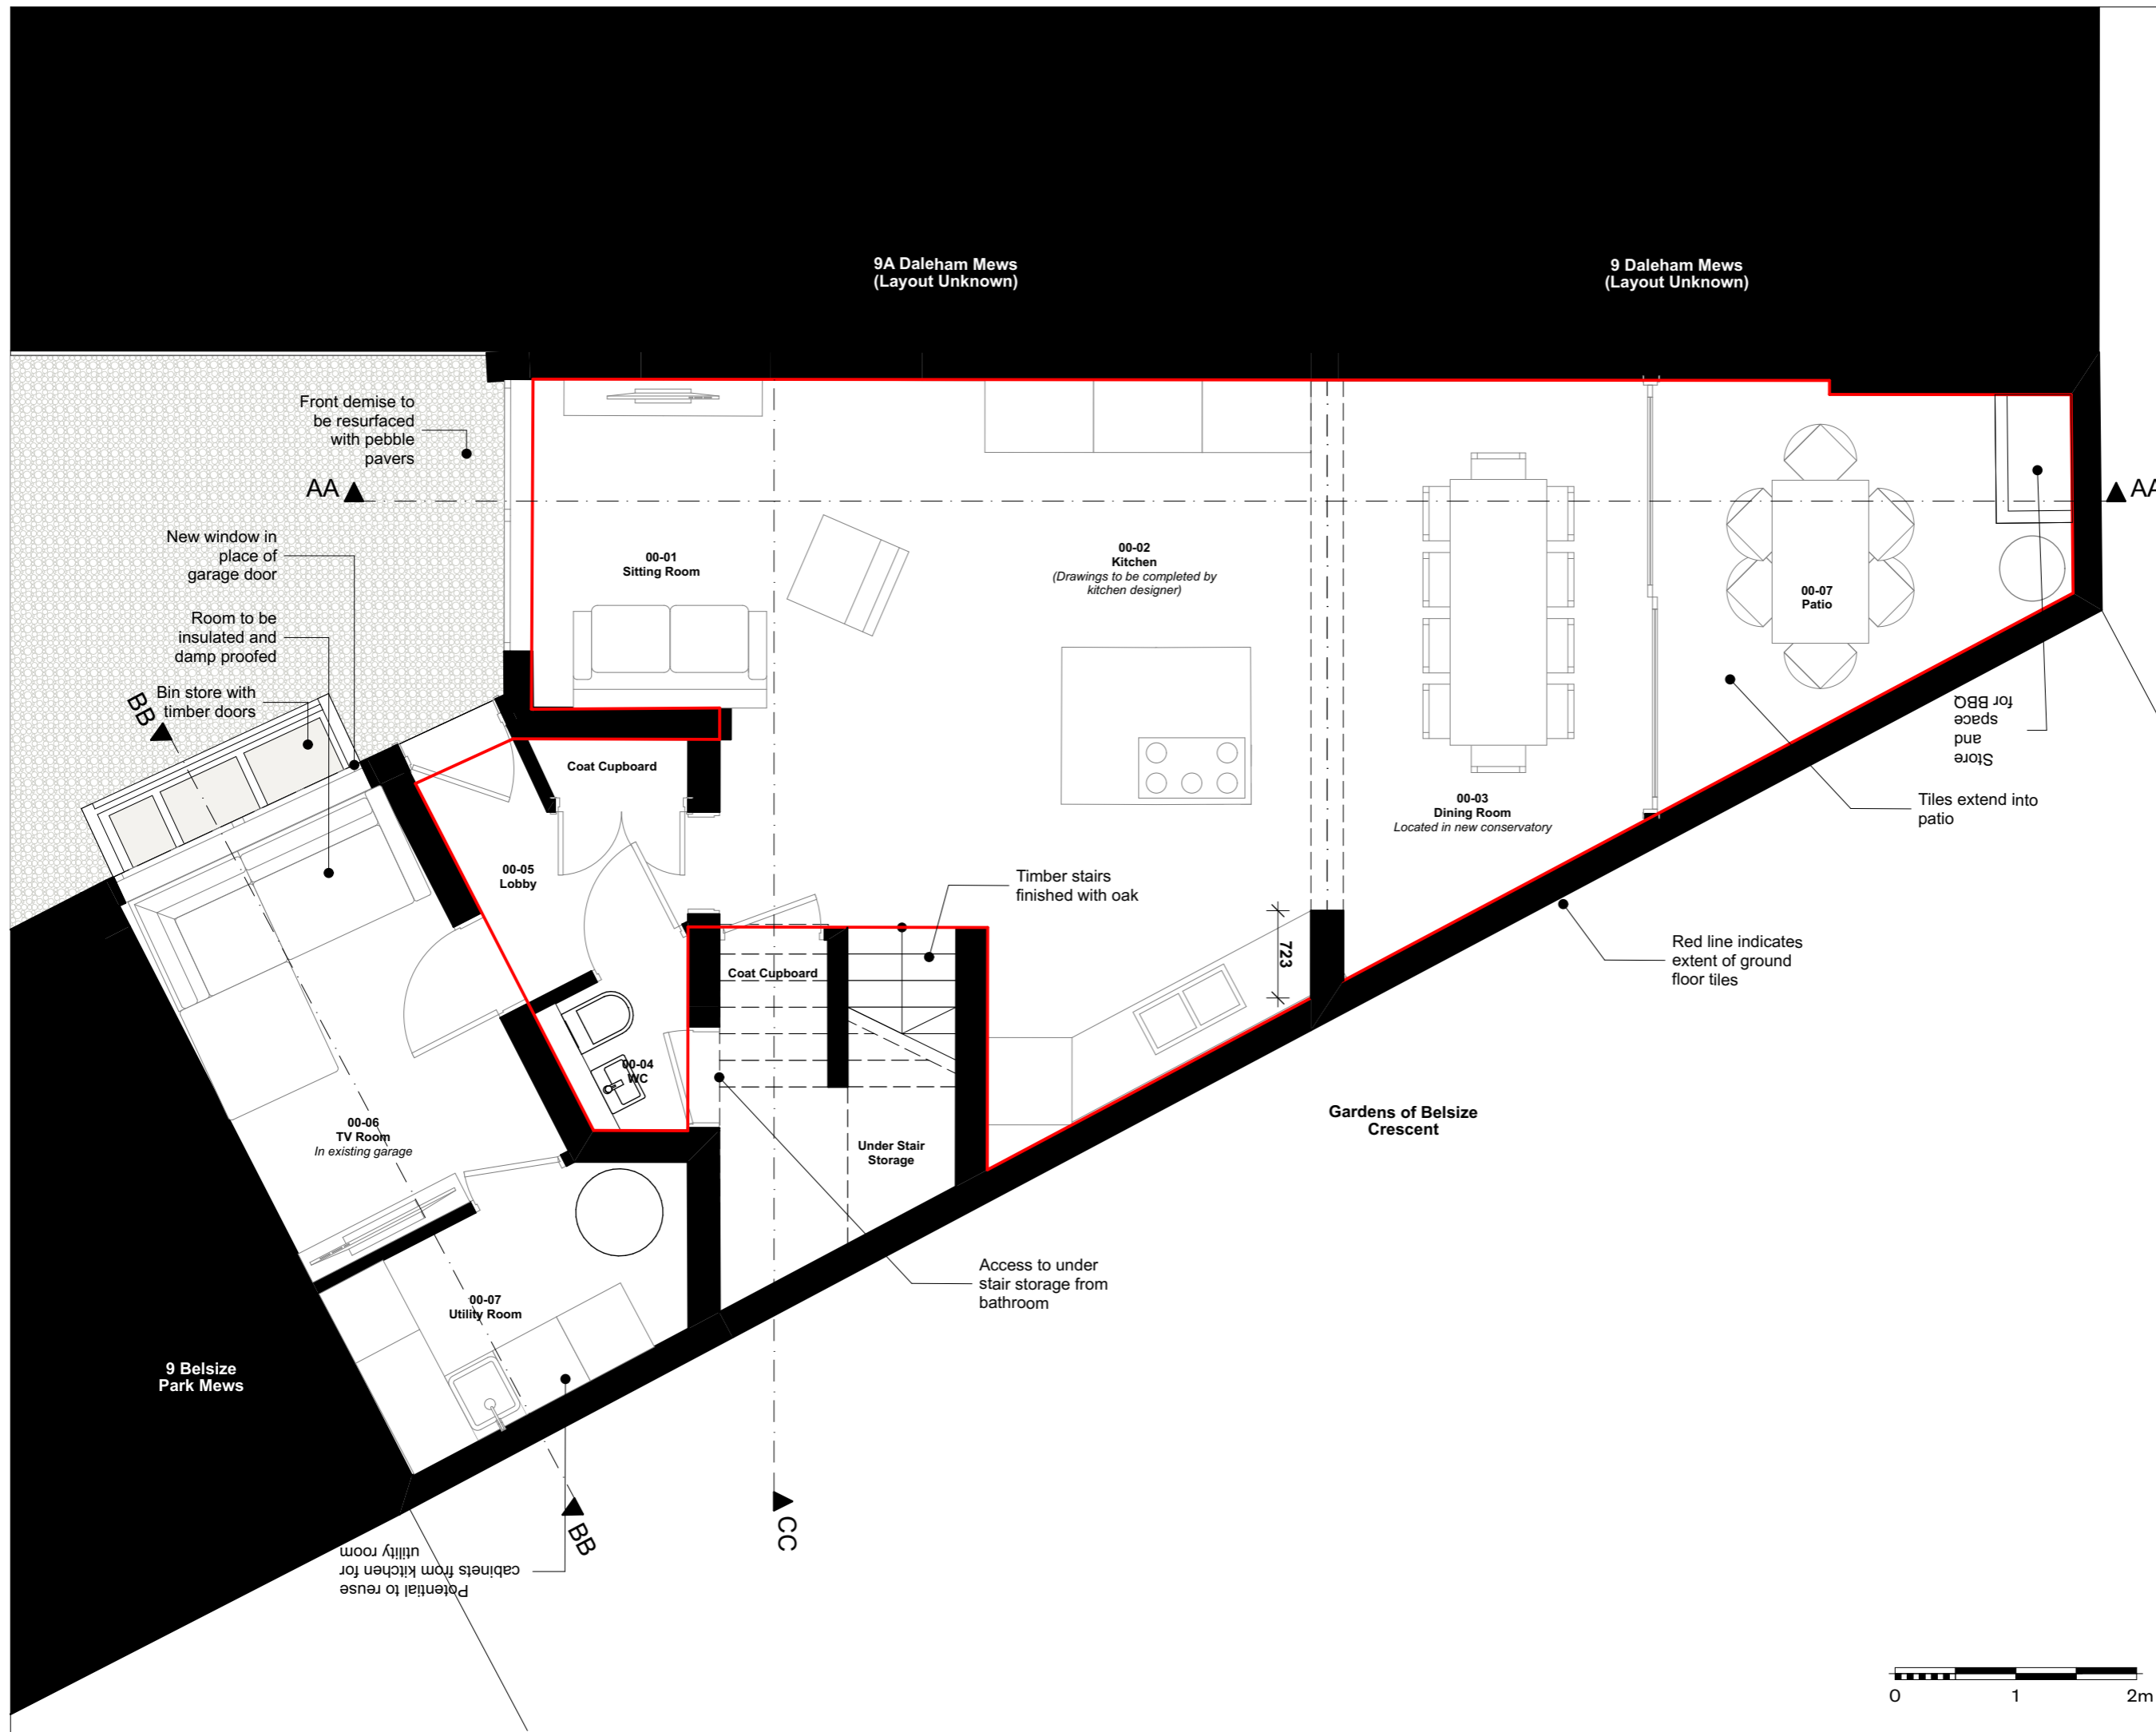 9A Daleham Mews
(Layout Unknown)
9 Daleham Mews
(Layout Unknown)
Front demise to
be resurfaced
with pebble
pavers
AA
AA
New window in
place of
garage door
00-01
Sitting Room
00-02
Kitchen
(Drawings to be completed by
kitchen designer)
00-07
Patio
Room to be
insulated and
damp proofed
Bin store with
timber doors
BB
Store
and
space
for BBQ
Coat Cupboard
00-03
Dining Room
Located in new conservatory
Tiles extend into
patio
00-05
Lobby
Timber stairs
finished with oak
723
Red line indicates
extent of ground
floor tiles
Coat Cupboard
00-04
WC
00-06
TV Room
In existing garage
Under Stair
Storage
Gardens of Belsize
Crescent
Access to under
stair storage from
bathroom
00-07
Utility Room
9 Belsize
Park Mews
CC
BB
Potential to reuse
cabinets from kitchen for
utility room
0 1 2m